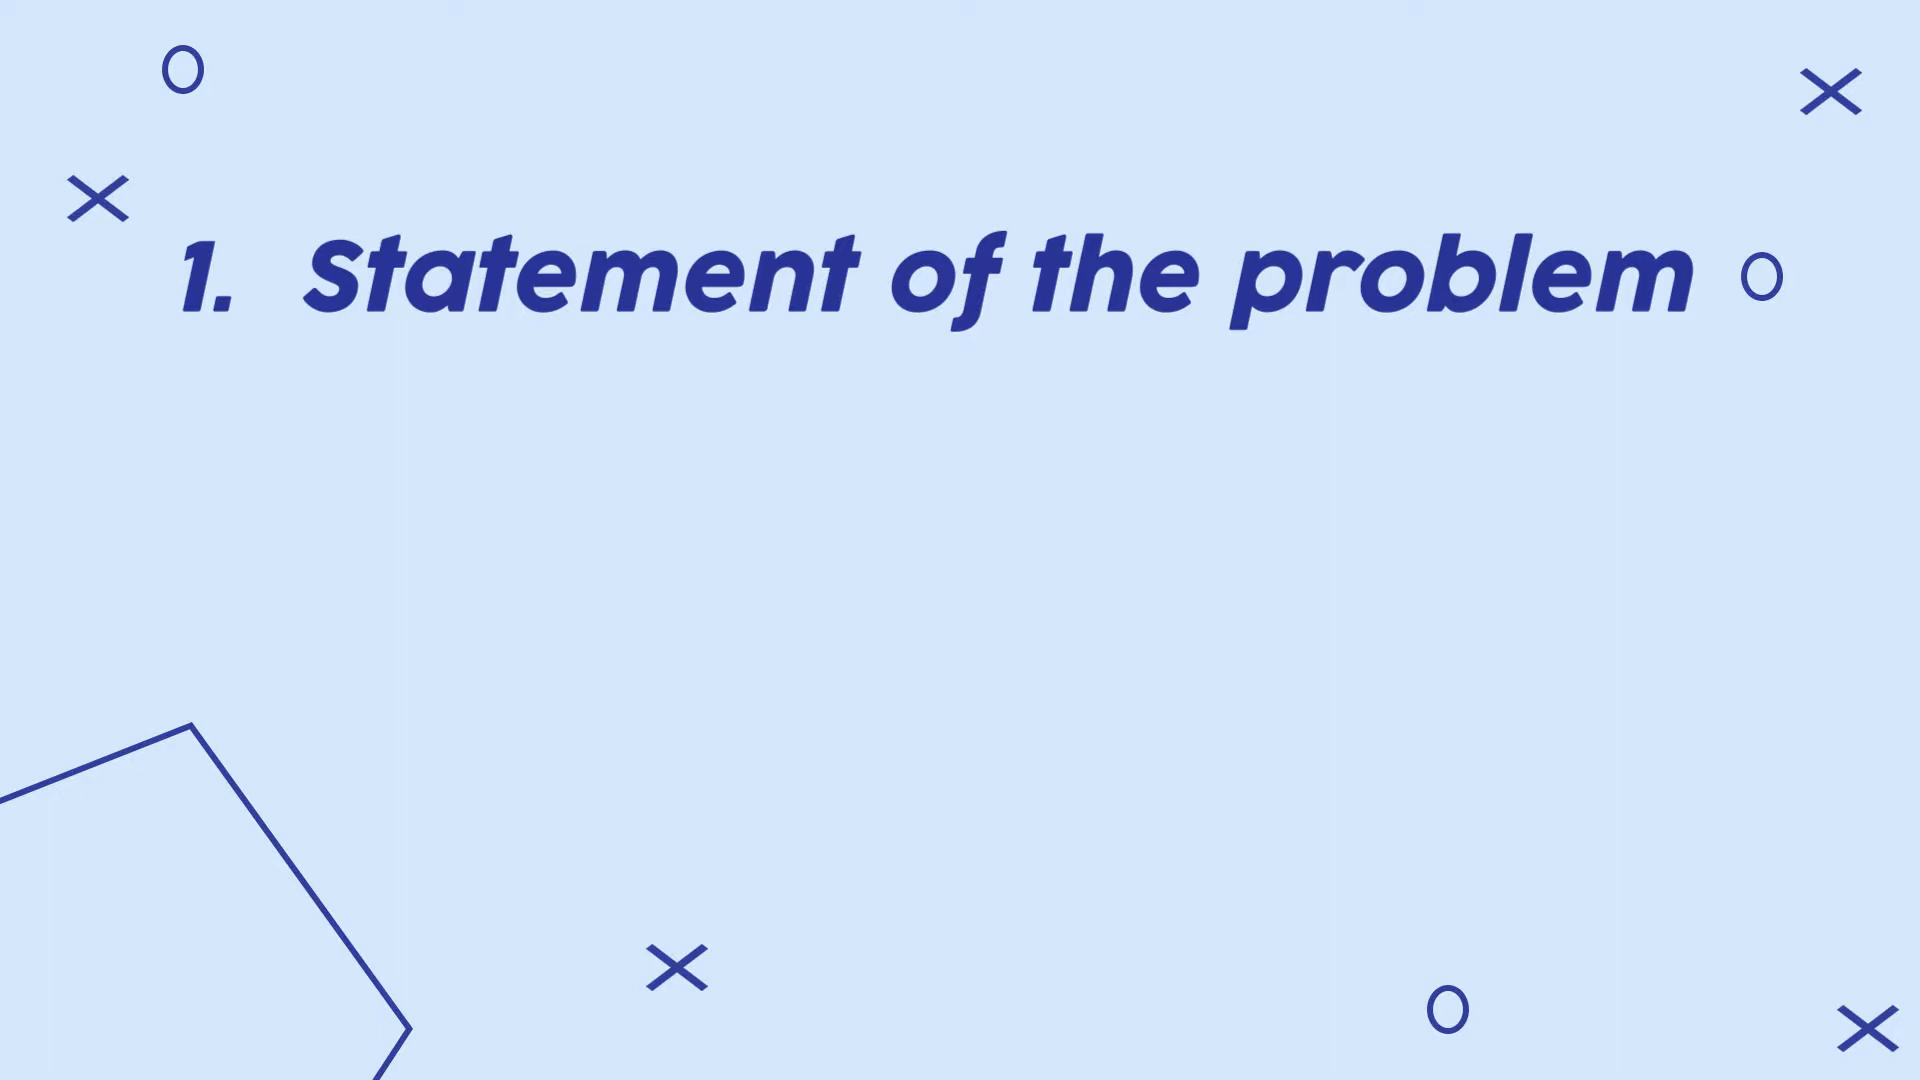 1. Statement of the problem